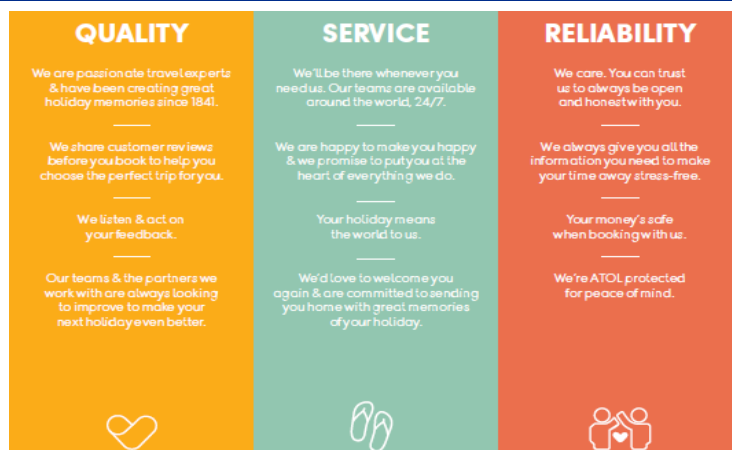 QUALITY
We are passionate travel experts
& have been creating great
holiday memories since 1841.
We share customer reviews
before you book to help you
choose the perfect trip for you.
We listen & act on
your feedback.
Our teams & the partners we
work with are always looking
to improve to make your
next holiday even better.
SERVICE
We'll be there whenever you
need us. Our teams are available
around the world, 24/7.
We are happy to make you happy
& we promise to put you at the
heart of everything we do.
Your holiday means
the world to us.
We'd love to welcome you
again & are committed to sending
you home with great memories
of your holiday.
RELIABILITY
We care. You can trust
us to always be open
and honest with you.
We always give you all the
information you need to make
your time away stress-free.
Your money's safe
when booking with us.
We're ATOL protected
for peace of mind.